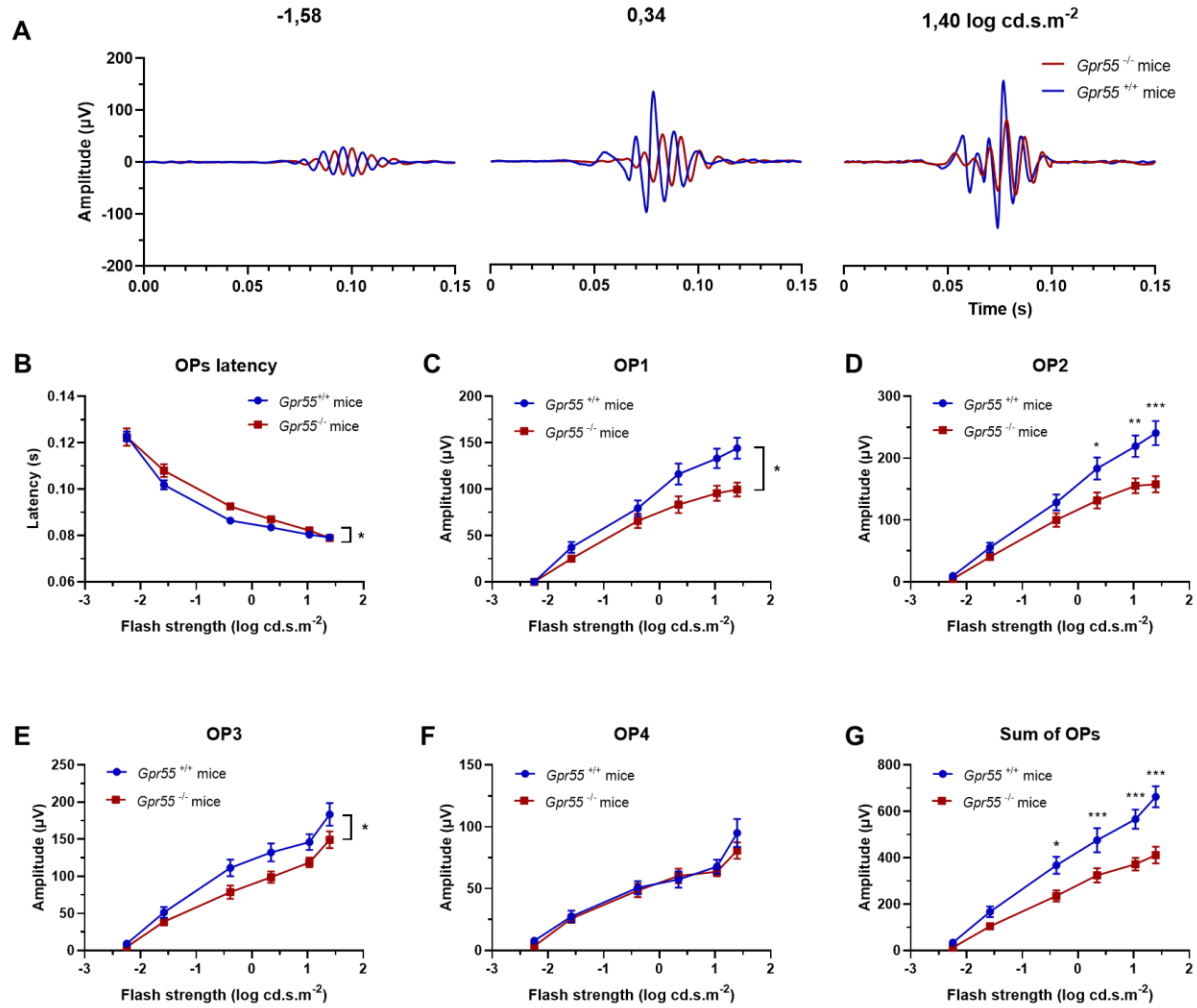 A
-1,58
0,34
1,40 log cd.s.m-2
Gpr55 -/- mice
Gpr55 +/+ mice
Amplitude (µV)
200
100
0
-100
-200
0.00
0.05
0.10
0.15
0.00
0.05
0.10
0.15
0
0,05
0.10
0.15
Time (s)
B
OPs latency
Gpr55+/+ mice
Gpr55-/- mice
Latency (s)
0.14
0.12
0.10
0.08
0.06
*
-3
-2
-1
0
1
2
Flash strength (log cd.s.m-2)
C
OP1
Gpr55 +/+ mice
Gpr55 -/- mice
Amplitude (µV)
200
150
100
50
0
*
-3
-2
-1
0
1
2
Flash strength (log cd.s.m-2)
D
OP2
Gpr55 +/+ mice
Gpr55 -/- mice
Amplitude (µV)
300
200
100
0
*
**
***
-3
-2
-1
0
1
2
Flash strength (log cd.s.m-2)
E
OP3
Gpr55 +/+ mice
Gpr55 -/- mice
Amplitude (µV)
250
200
150
100
50
0
*
-3
-2
-1
0
1
2
Flash strength (log cd.s.m-2)
F
OP4
Gpr55 +/+ mice
Gpr55 -/- mice
Amplitude (µV)
150
100
50
0
-3
-2
-1
0
1
2
Flash strength (log cd.s.m-2)
G
Sum of OPs
Gpr55 +/+ mice
Gpr55 -/- mice
Amplitude (µV)
800
600
400
200
0
*
***
***
***
-3
-2
-1
0
1
2
Flash strength (log cd.s.m-2)